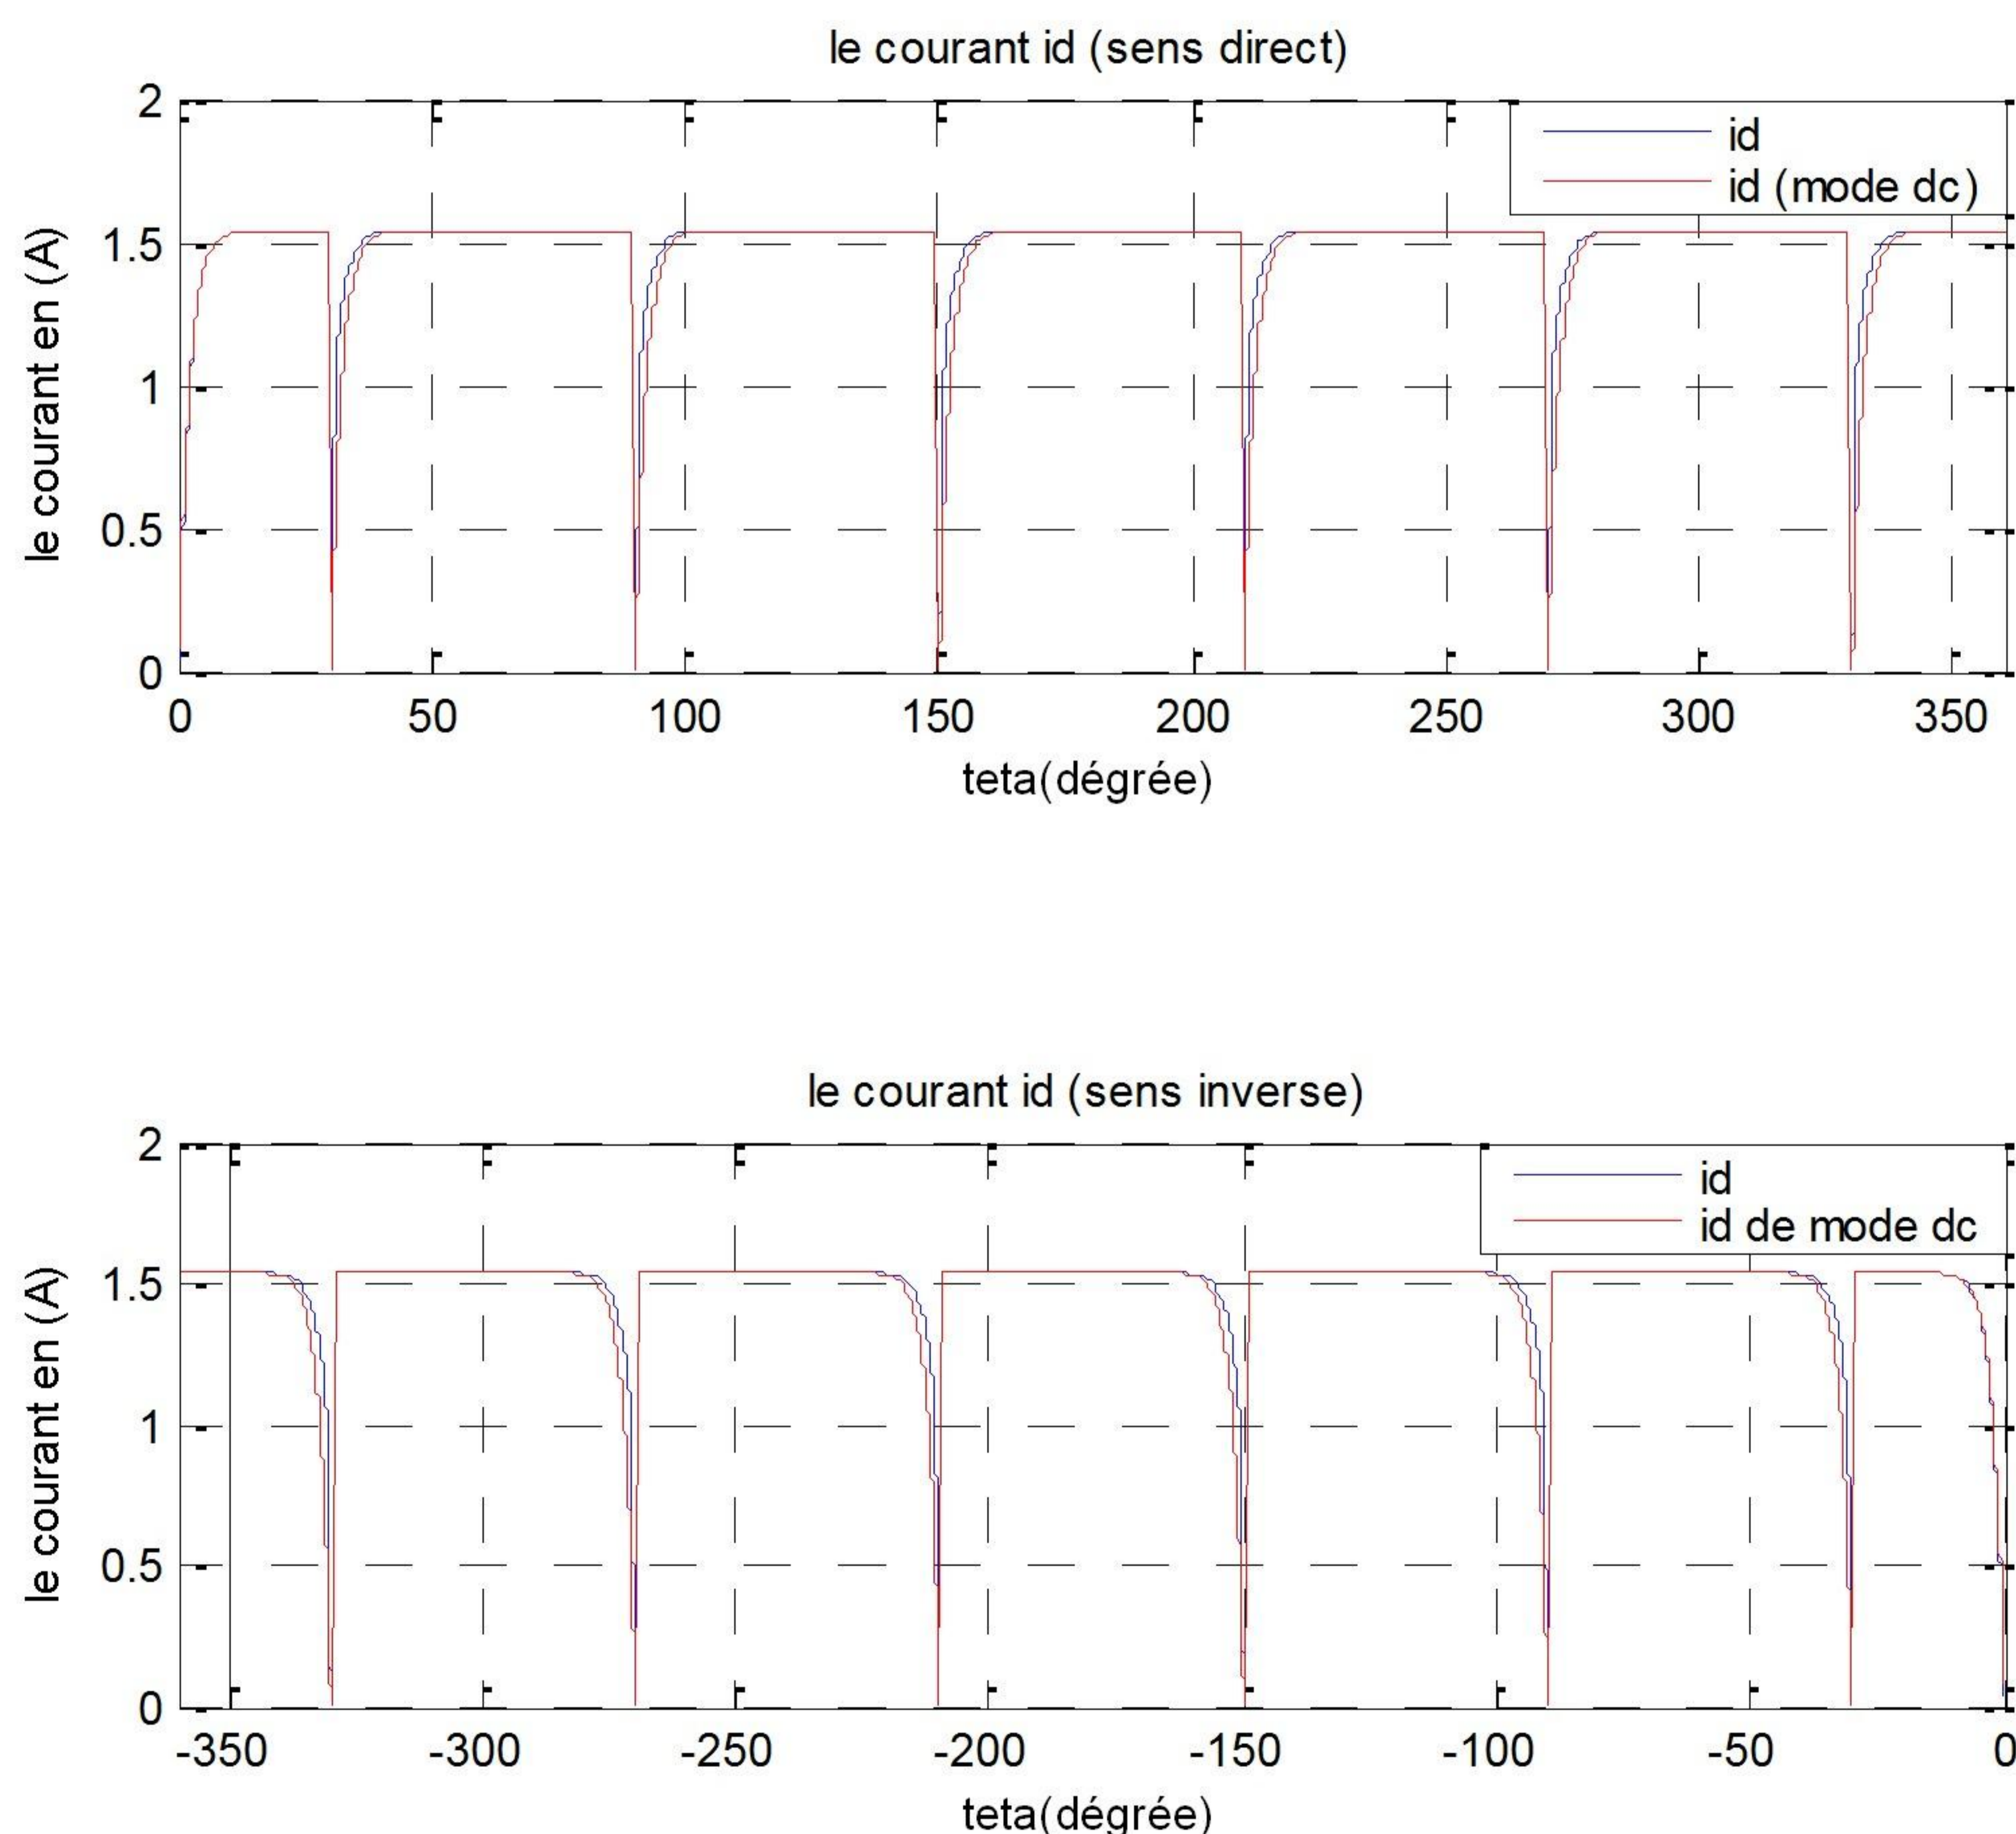 le courant id (sens direct)
id
id (mode dc)
le courant en (A)
2
1.5
1
0.5
0
0 50 100 150 200 250 300 350
teta(dégrée)
le courant id (sens inverse)
id
id de mode dc
le courant en (A)
2
1.5
1
0.5
0
-350 -300 -250 -200 -150 -100 -50 0
teta(dégrée)